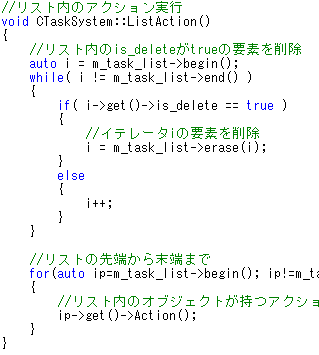 //リスト内のアクション実行
void CTaskSystem::ListAction()
{
//リスト内のis_deleteがtrueの要素を削除
auto i = m_task_list->begin();
while( i != m_task_list->end() )
{
if( i->get()->is_delete == true )
{
//イテレータiの要素を削除
i = m_task_list->erase(i);
}
else
{
i++;
}
}
//リストの先端から末端まで
for(auto ip=m_task_list->begin(); ip!=m_tas
{
//リスト内のオブジェクトが持つアクショ
ip->get()->Action();
}
}